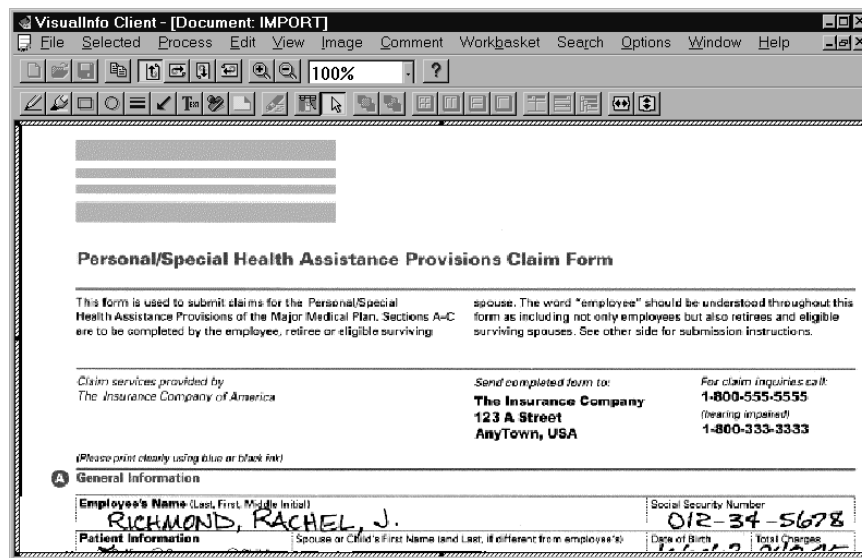 VisualInfo Client - [Document: IMPORT]
File Selected Process Edit View Image Comment Workbasket Search Options Window Help
100% ?
Text
Personal/Special Health Assistance Provisions Claim Form
This form is used to submit claims for the Personal/Special
Health Assistance Provisions of the Major Medical Plan. Sections A–C
are to be completed by the employee, retiree or eligible surviving
spouse. The word "employee" should be understood throughout this
form as including not only employees but also retirees and eligible
surviving spouses. See other side for submission instructions.
Claim services provided by
The Insurance Company of America
Send completed form to:
The Insurance Company
123 A Street
AnyTown, USA
For claim inquiries call:
1-800-555-5555
(hearing impaired)
1-800-333-3333
(Please print clearly using blue or black ink)
A General Information
Employee's Name (Last, First, Middle Initial)
RICHMOND, RACHEL, J.
Social Security Number
012-34-5678
Patient Information Spouse or Child's First Name (and Last, if different from employee's) Date of Birth Total Charges